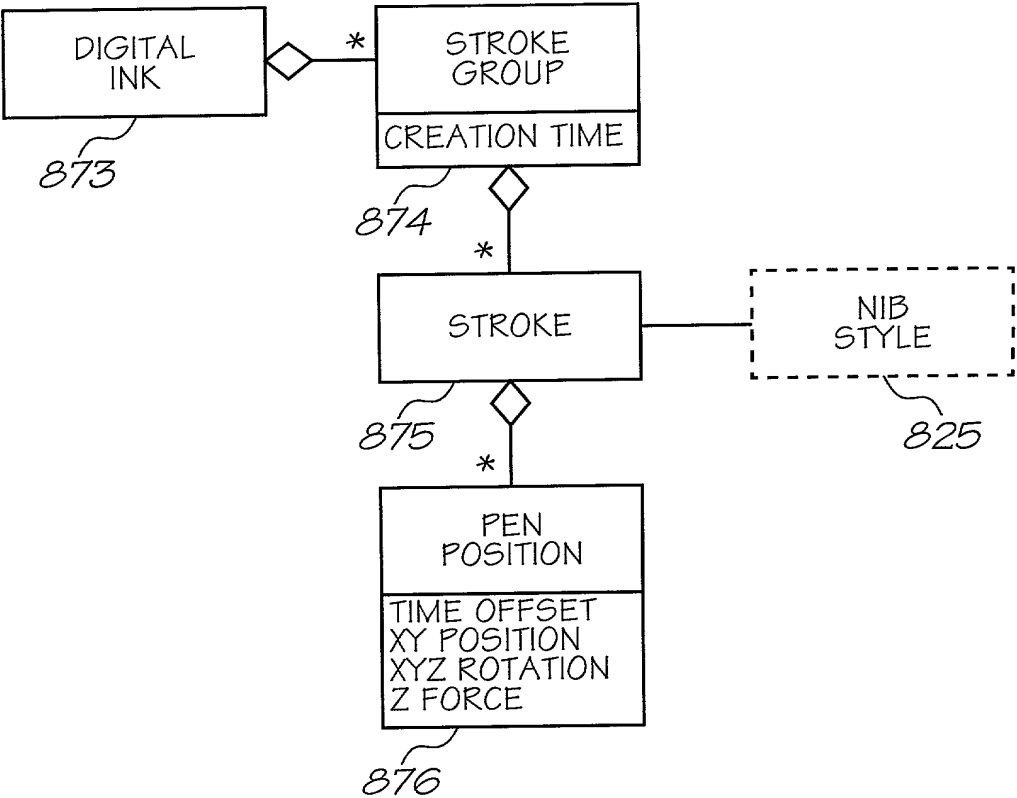 DIGITAL
INK
873
*
STROKE
GROUP
CREATION TIME
874
*
STROKE
875
NIB
STYLE
825
*
PEN
POSITION
TIME OFFSET
XY POSITION
XYZ ROTATION
Z FORCE
876